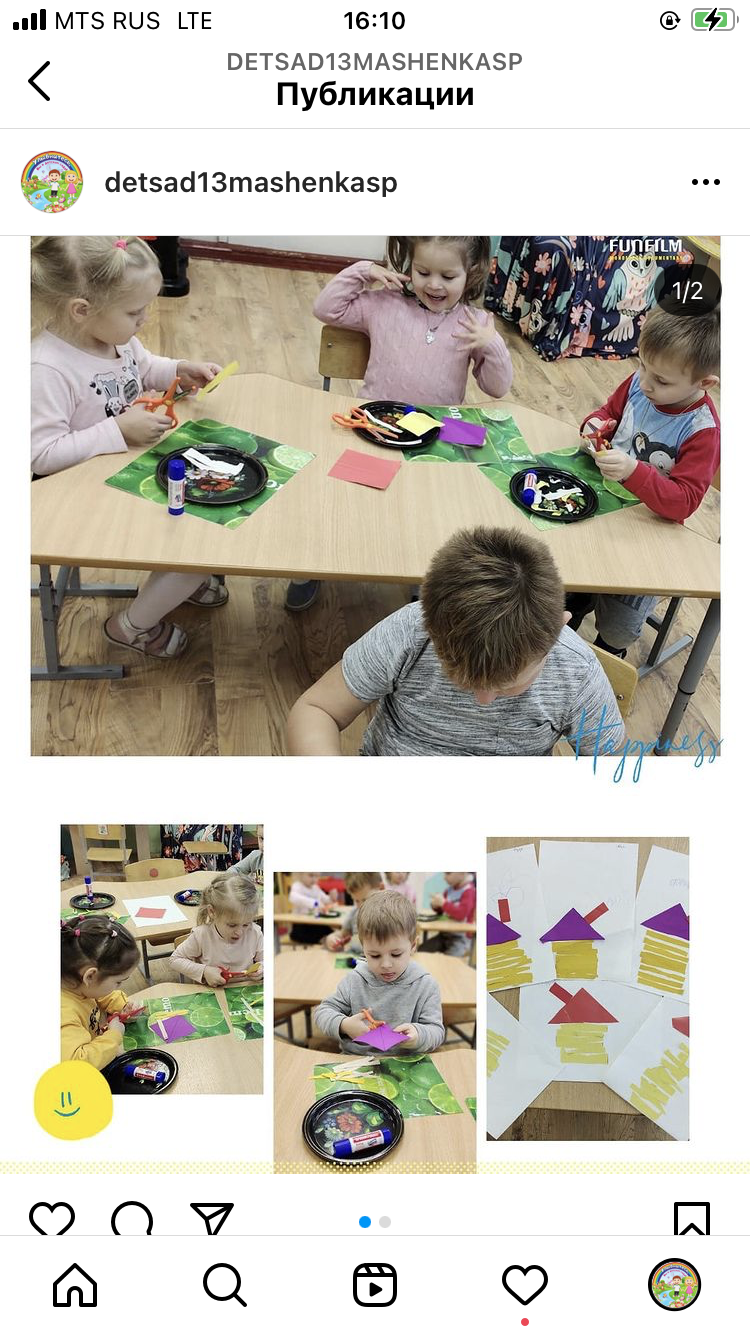 MTS RUS LTE 16:10
DETSAD13MASHENKASP
Публикации
detsad13mashenkasp
FUNFILM
1/2
Happiness